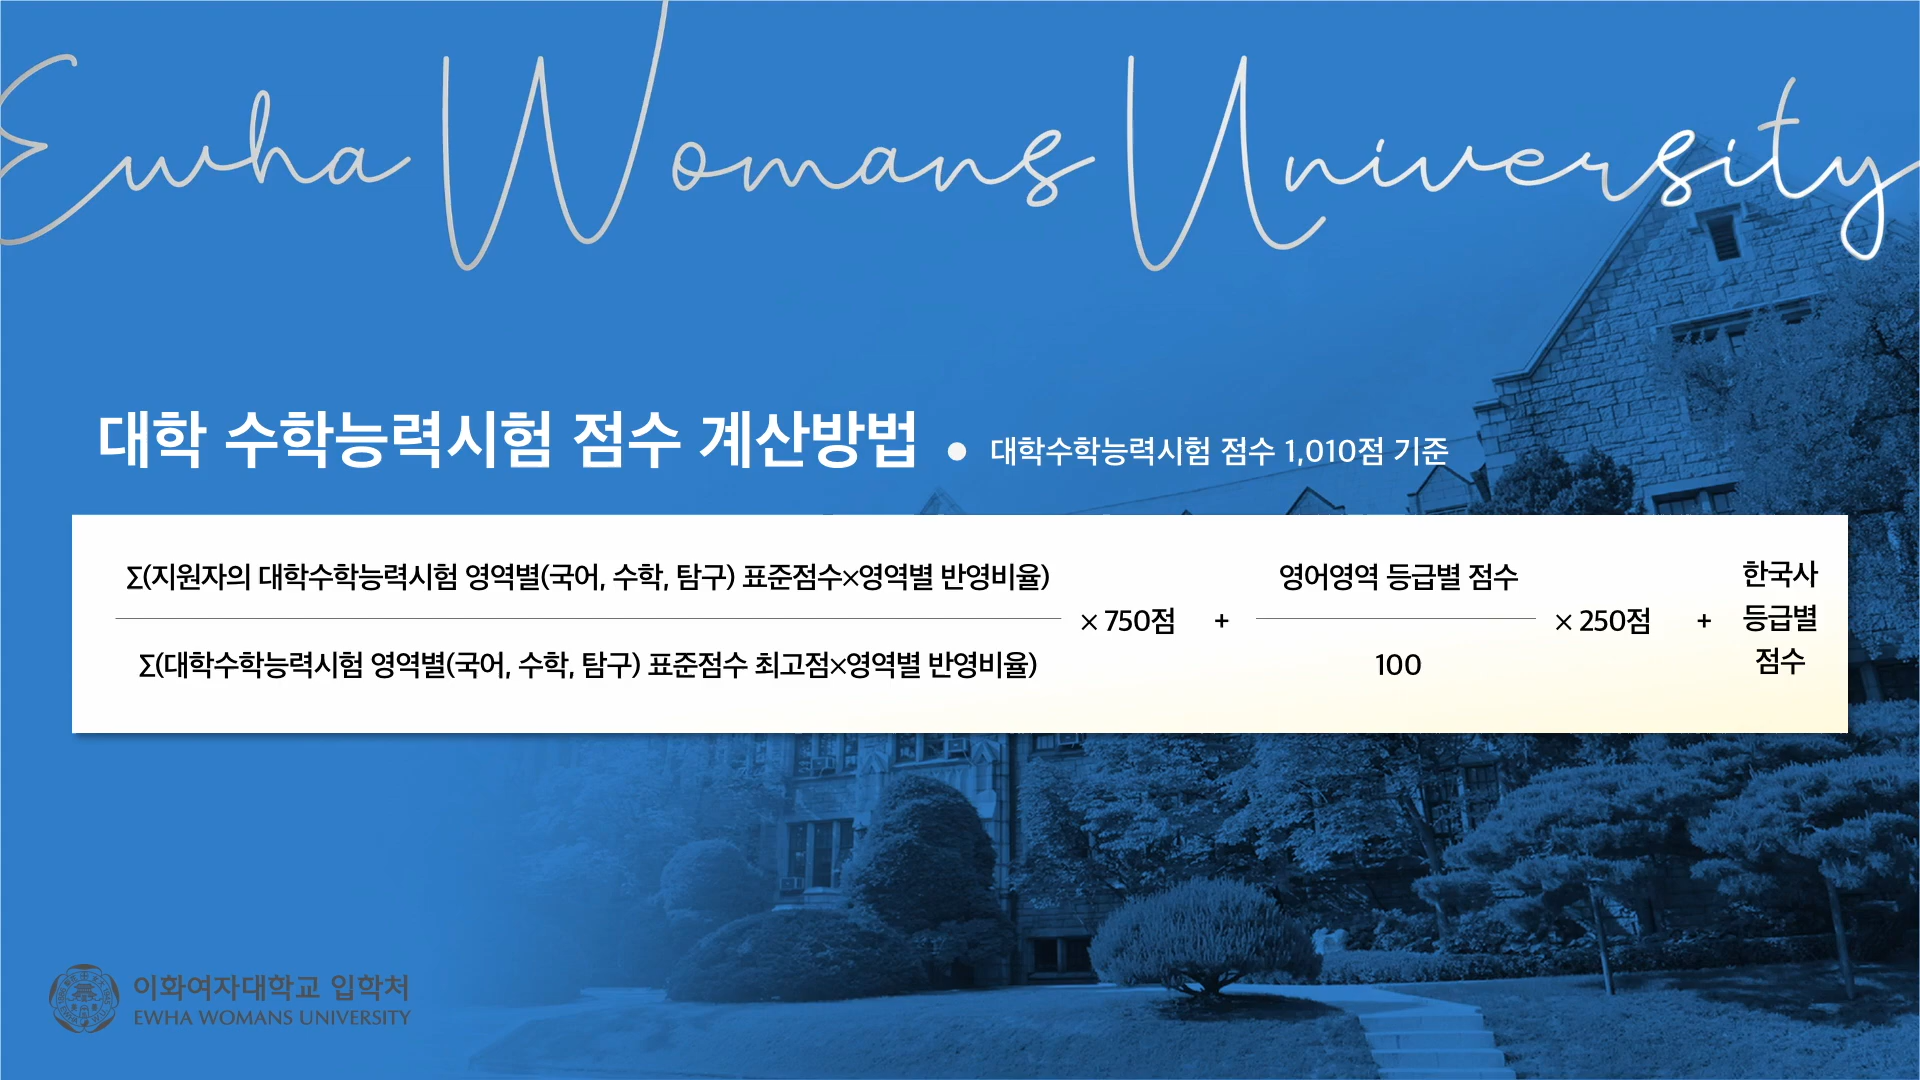 Ewha Womans University
대학 수학능력시험 점수 계산방법 ● 대학수학능력시험 점수 1,010점 기준
Σ(지원자의 대학수학능력시험 영역별(국어, 수학, 탐구) 표준점수×영역별 반영비율)
Σ(대학수학능력시험 영역별(국어, 수학, 탐구) 표준점수 최고점×영역별 반영비율)
× 750점 +
영어영역 등급별 점수
100
× 250점 +
한국사
등급별
점수
이화여자대학교 입학처
EWHA WOMANS UNIVERSITY